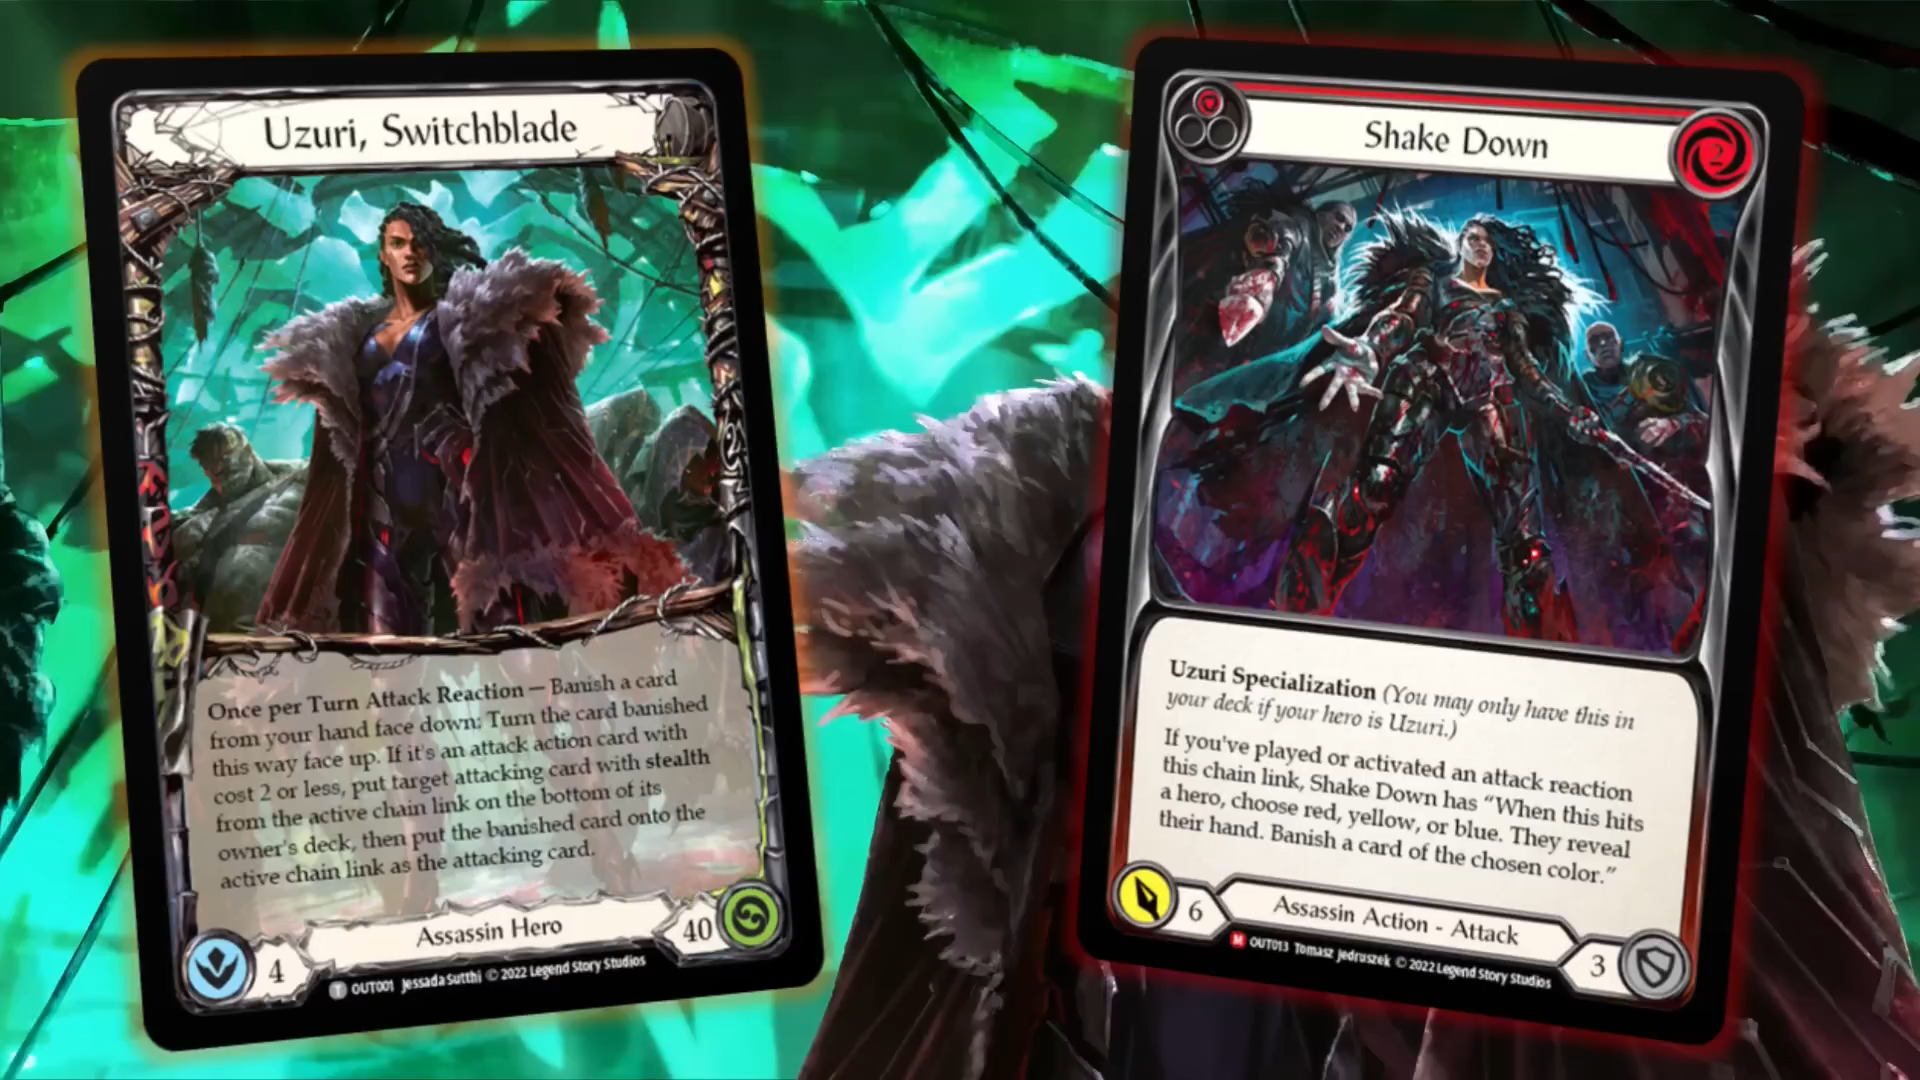 Uzuri, Switchblade
Once per Turn Attack Reaction – Banish a card
from your hand face down: Turn the card banished
this way face up. If it's an attack action card with
cost 2 or less, put target attacking card with stealth
from the active chain link on the bottom of its
owner's deck, then put the banished card onto the
active chain link as the attacking card.
4
Assassin Hero
40
T OUT001 Jessada Sutthi © 2022 Legend Story Studios
Shake Down
2
Uzuri Specialization (You may only have this in
your deck if your hero is Uzuri.)
If you've played or activated an attack reaction
this chain link, Shake Down has “When this hits
a hero, choose red, yellow, or blue. They reveal
their hand. Banish a card of the chosen color.”
6
Assassin Action - Attack
3
M OUT013 Tomasz Jedruszek © 2022 Legend Story Studios